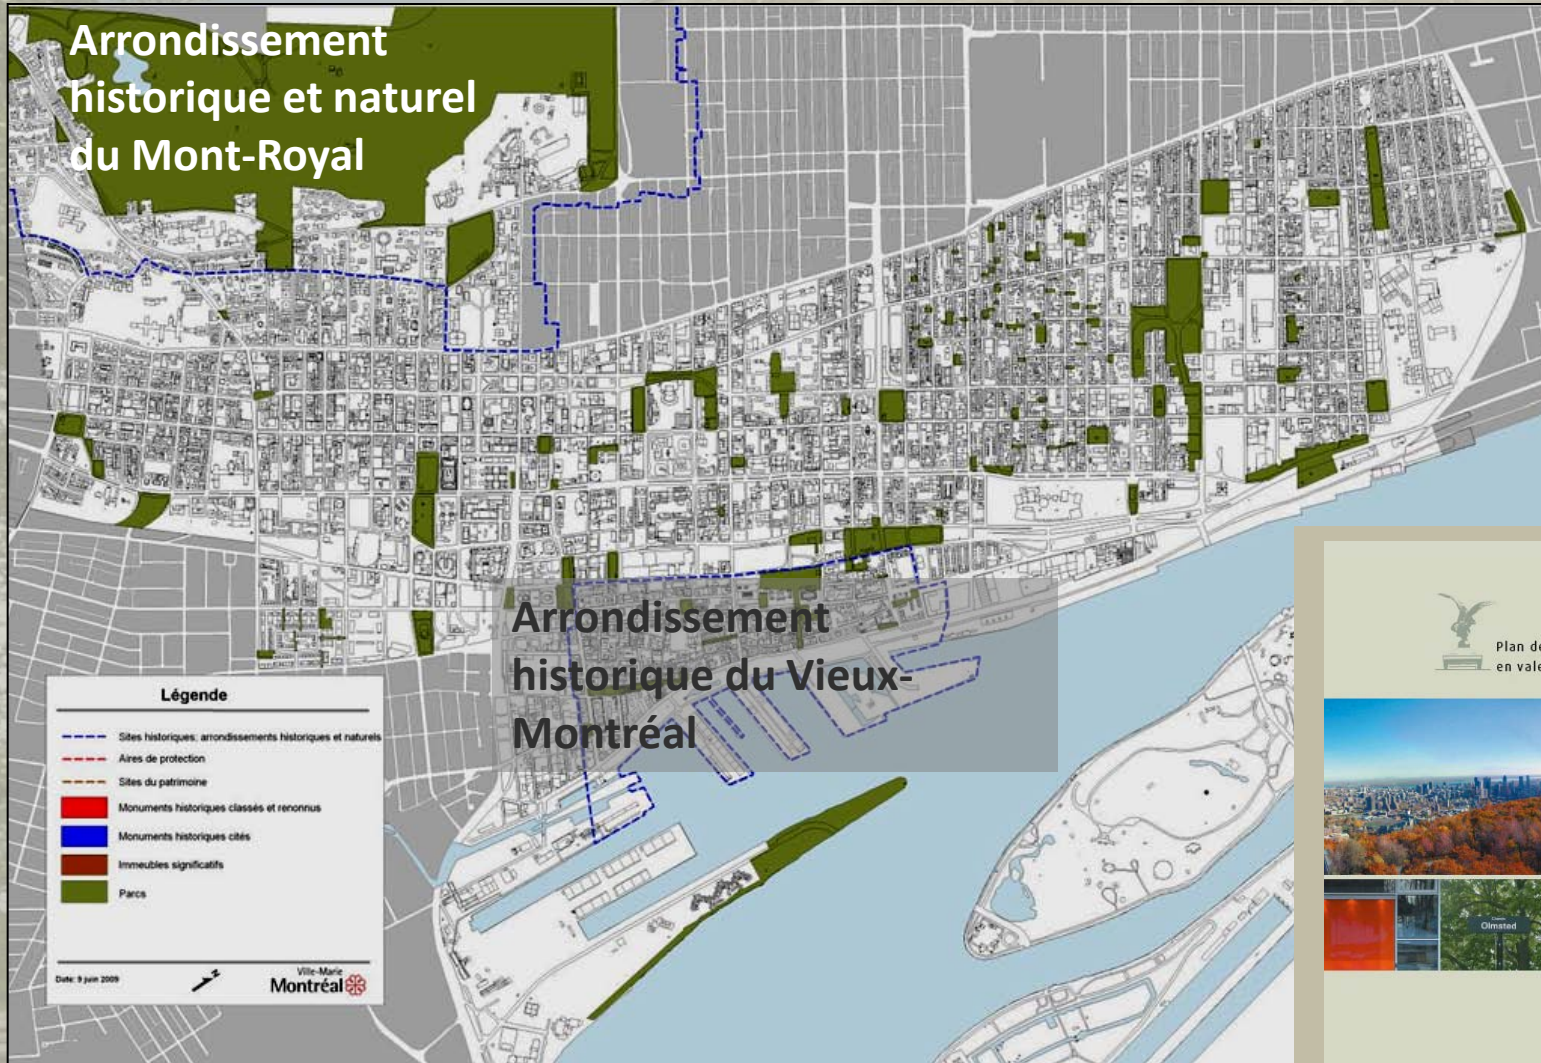 Arrondissement
historique et naturel
du Mont-Royal
Arrondissement
historique du Vieux-
Montréal
Légende
Sites historiques; arrondissements historiques et naturels
Aires de protection
Sites du patrimoine
Monuments historiques classés et renonnus
Monuments historiques cités
Immeubles significatifs
Parcs
Date: 9 juin 2009
N
Ville-Marie
Montréal
Plan de
en vale
Olmsted